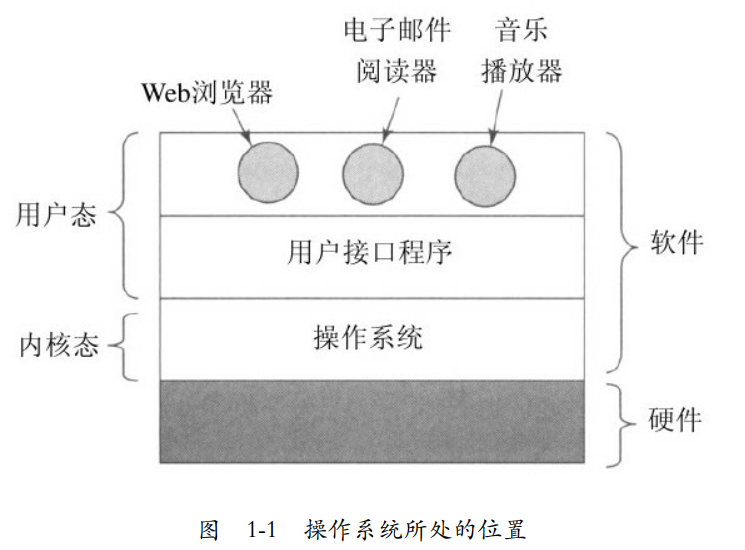 电子邮件
阅读器
音乐
播放器
Web浏览器
用户态
用户接口程序
软件
内核态
操作系统
硬件
图 1-1 操作系统所处的位置